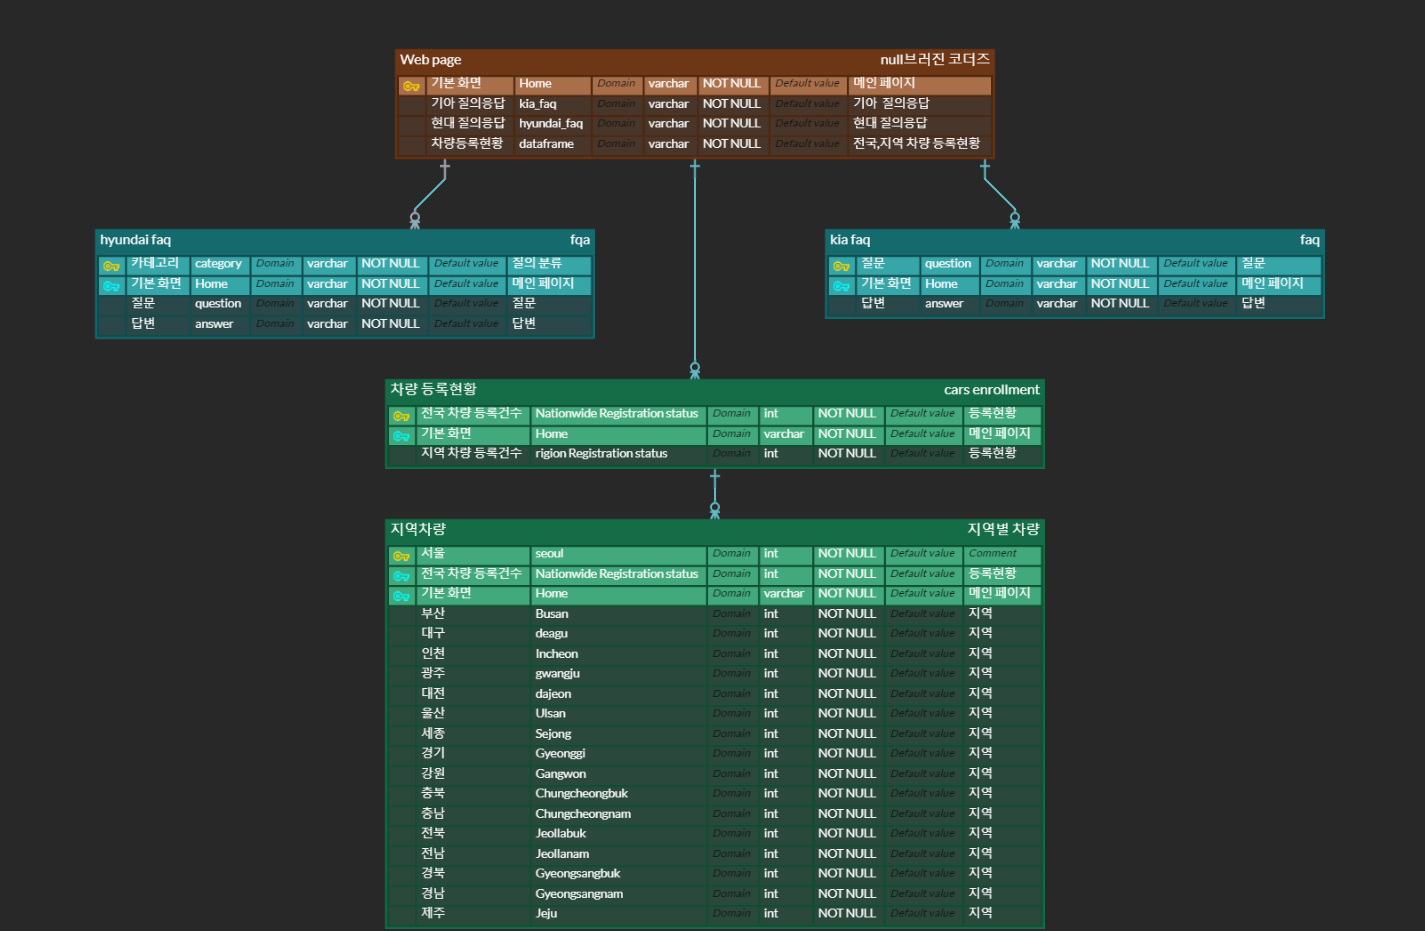 Web page null브러진 코더즈
기본 화면 Home Domain varchar NOT NULL Default value 메인 페이지
기아 질의응답 kia_faq Domain varchar NOT NULL Default value 기아 질의응답
현대 질의응답 hyundai_faq Domain varchar NOT NULL Default value 현대 질의응답
차량등록현황 dataframe Domain varchar NOT NULL Default value 전국,지역 차량 등록현황
hyundai faq fqa
카테고리 category Domain varchar NOT NULL Default value 질의 분류
기본 화면 Home Domain varchar NOT NULL Default value 메인 페이지
질문 question Domain varchar NOT NULL Default value 질문
답변 answer Domain varchar NOT NULL Default value 답변
kia faq faq
질문 question Domain varchar NOT NULL Default value 질문
기본 화면 Home Domain varchar NOT NULL Default value 메인 페이지
답변 answer Domain varchar NOT NULL Default value 답변
차량 등록현황 cars enrollment
전국 차량 등록건수 Nationwide Registration status Domain int NOT NULL Default value 등록현황
기본 화면 Home Domain varchar NOT NULL Default value 메인 페이지
지역 차량 등록건수 rigion Registration status Domain int NOT NULL Default value 등록현황
지역차량 지역별 차량
서울 seoul Domain int NOT NULL Default value Comment
전국 차량 등록건수 Nationwide Registration status Domain int NOT NULL Default value 등록현황
기본 화면 Home Domain varchar NOT NULL Default value 메인 페이지
부산 Busan Domain int NOT NULL Default value 지역
대구 deagu Domain int NOT NULL Default value 지역
인천 Incheon Domain int NOT NULL Default value 지역
광주 gwangju Domain int NOT NULL Default value 지역
대전 dajeon Domain int NOT NULL Default value 지역
울산 Ulsan Domain int NOT NULL Default value 지역
세종 Sejong Domain int NOT NULL Default value 지역
경기 Gyeonggi Domain int NOT NULL Default value 지역
강원 Gangwon Domain int NOT NULL Default value 지역
충북 Chungcheongbuk Domain int NOT NULL Default value 지역
충남 Chungcheongnam Domain int NOT NULL Default value 지역
전북 Jeollabuk Domain int NOT NULL Default value 지역
전남 Jeollanam Domain int NOT NULL Default value 지역
경북 Gyeongsangbuk Domain int NOT NULL Default value 지역
경남 Gyeongsangnam Domain int NOT NULL Default value 지역
제주 Jeju Domain int NOT NULL Default value 지역